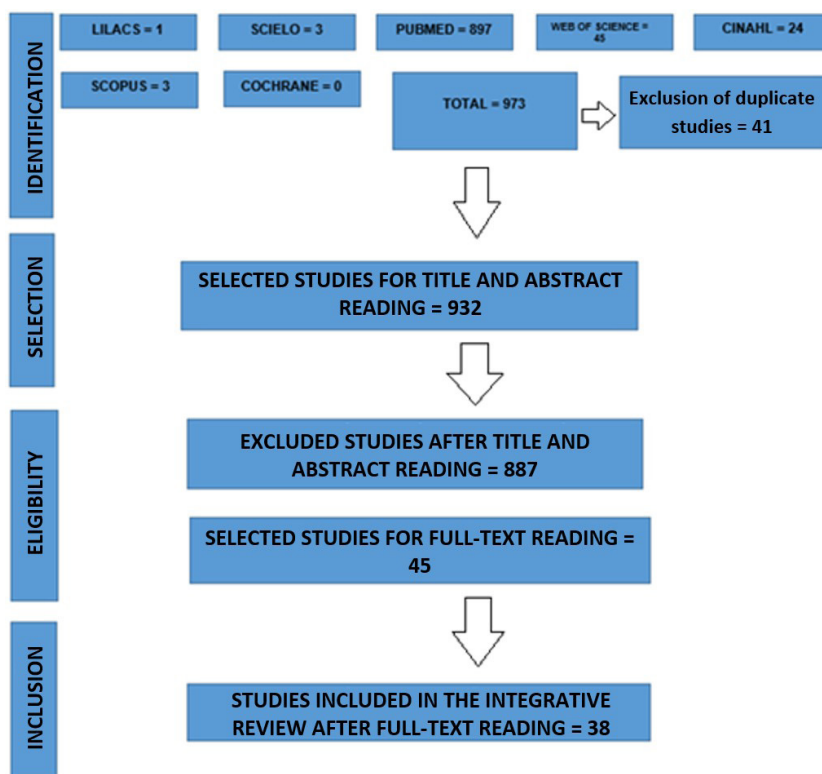 IDENTIFICATION
LILACS = 1
SCIELO = 3
PUBMED = 897
WEB OF SCIENCE =
45
CINAHL = 24
SCOPUS = 3
COCHRANE = 0
TOTAL = 973
Exclusion of duplicate
studies = 41
SELECTION
SELECTED STUDIES FOR TITLE AND ABSTRACT
READING = 932
ELIGIBILITY
EXCLUDED STUDIES AFTER TITLE AND
ABSTRACT READING = 887
SELECTED STUDIES FOR FULL-TEXT READING =
45
INCLUSION
STUDIES INCLUDED IN THE INTEGRATIVE
REVIEW AFTER FULL-TEXT READING = 38